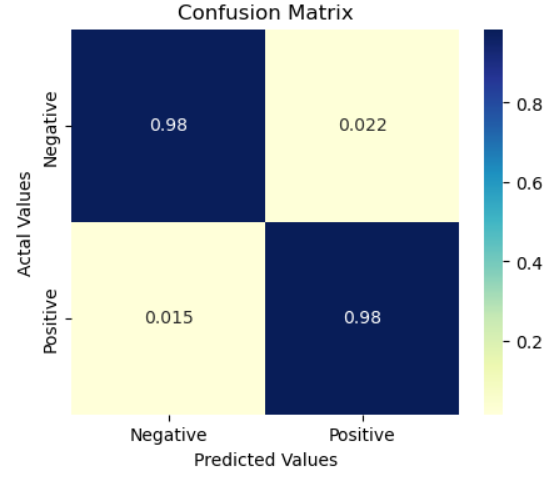 Confusion Matrix
Actal Values
Negative
0.98
0.022
Positive
0.015
0.98
Negative
Positive
Predicted Values
0.8
0.6
0.4
0.2